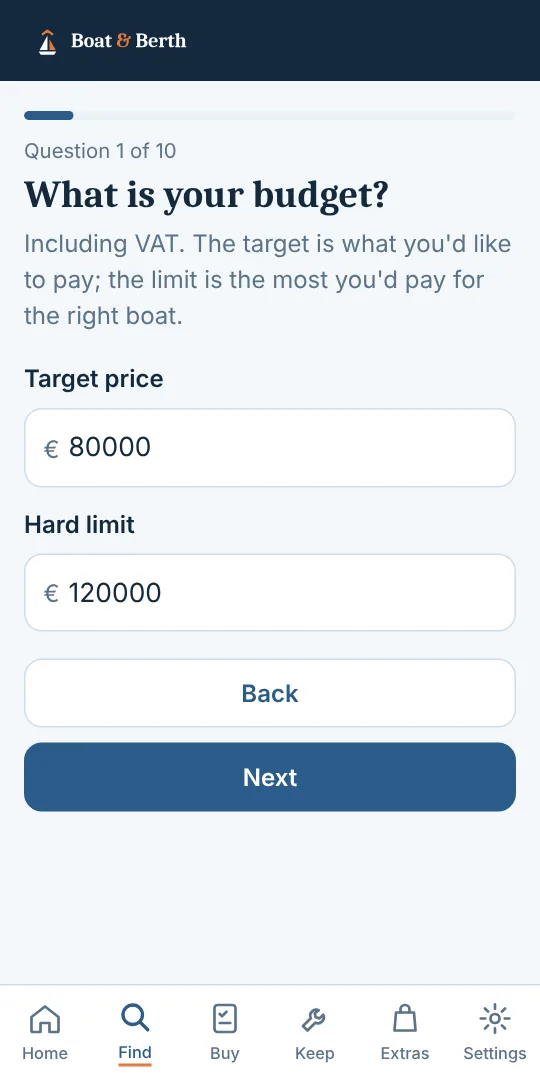 Boat & Berth
Question 1 of 10
What is your budget?
Including VAT. The target is what you'd like
to pay; the limit is the most you'd pay for
the right boat.
Target price
€ 80000
Hard limit
€ 120000
Back
Next
Home Find Buy Keep Extras Settings